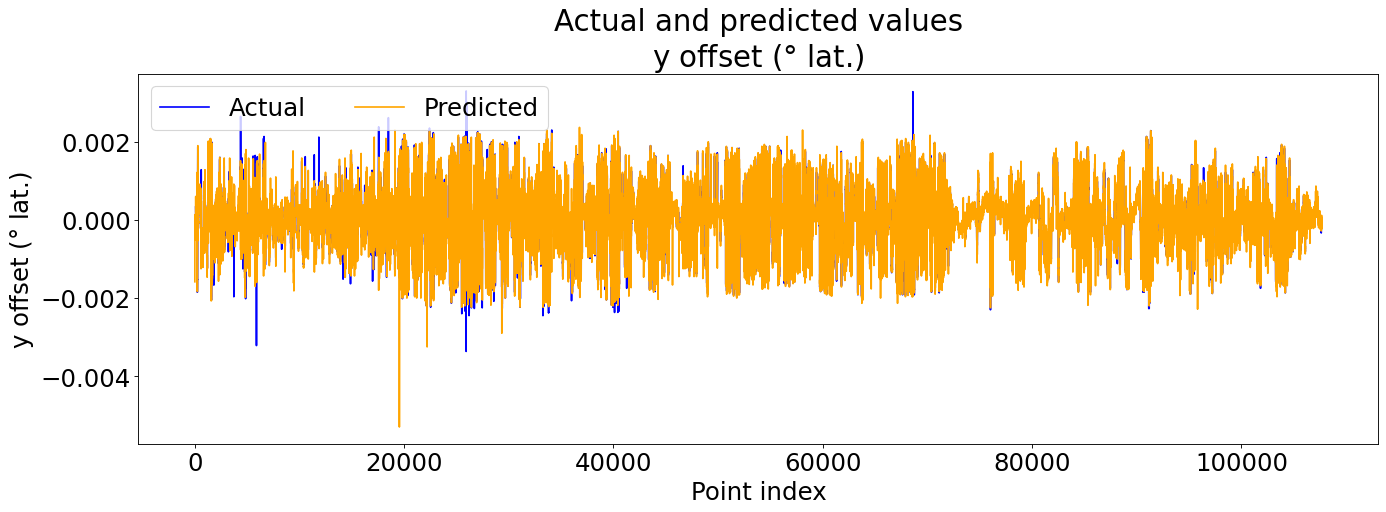 Actual and predicted values
y offset (° lat.)
Actual
Predicted
y offset (° lat.)
0.002
0.000
−0.002
−0.004
0
20000
40000
60000
80000
100000
Point index